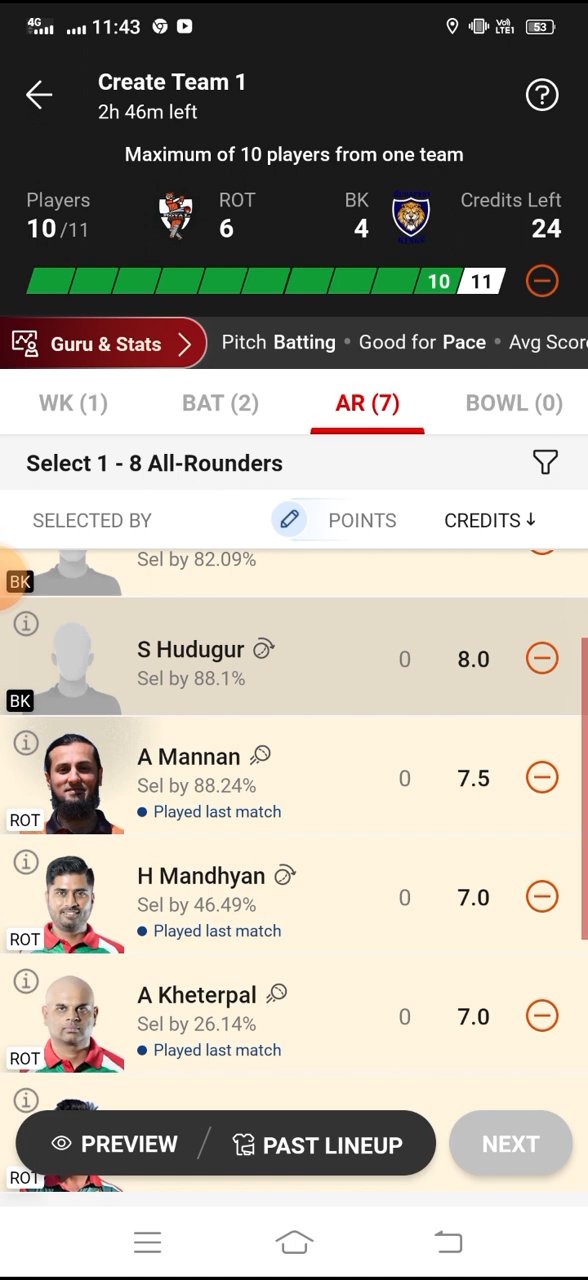 4G 11:43 Vo) LTE1 53
Create Team 1
2h 46m left
Maximum of 10 players from one team
Players ROT BK Credits Left
10/11 6 4 24
10 11
Guru & Stats Pitch Batting • Good for Pace • Avg Scor
WK (1) BAT (2) AR (7) BOWL (0)
Select 1 - 8 All-Rounders
SELECTED BY POINTS CREDITS ↓
Sel by 82.09%
BK
S Hudugur 0 8.0
Sel by 88.1%
BK
A Mannan 0 7.5
Sel by 88.24%
Played last match
ROT
H Mandhyan 0 7.0
Sel by 46.49%
Played last match
ROT
A Kheterpal 0 7.0
Sel by 26.14%
Played last match
ROT
PREVIEW / PAST LINEUP NEXT
ROT